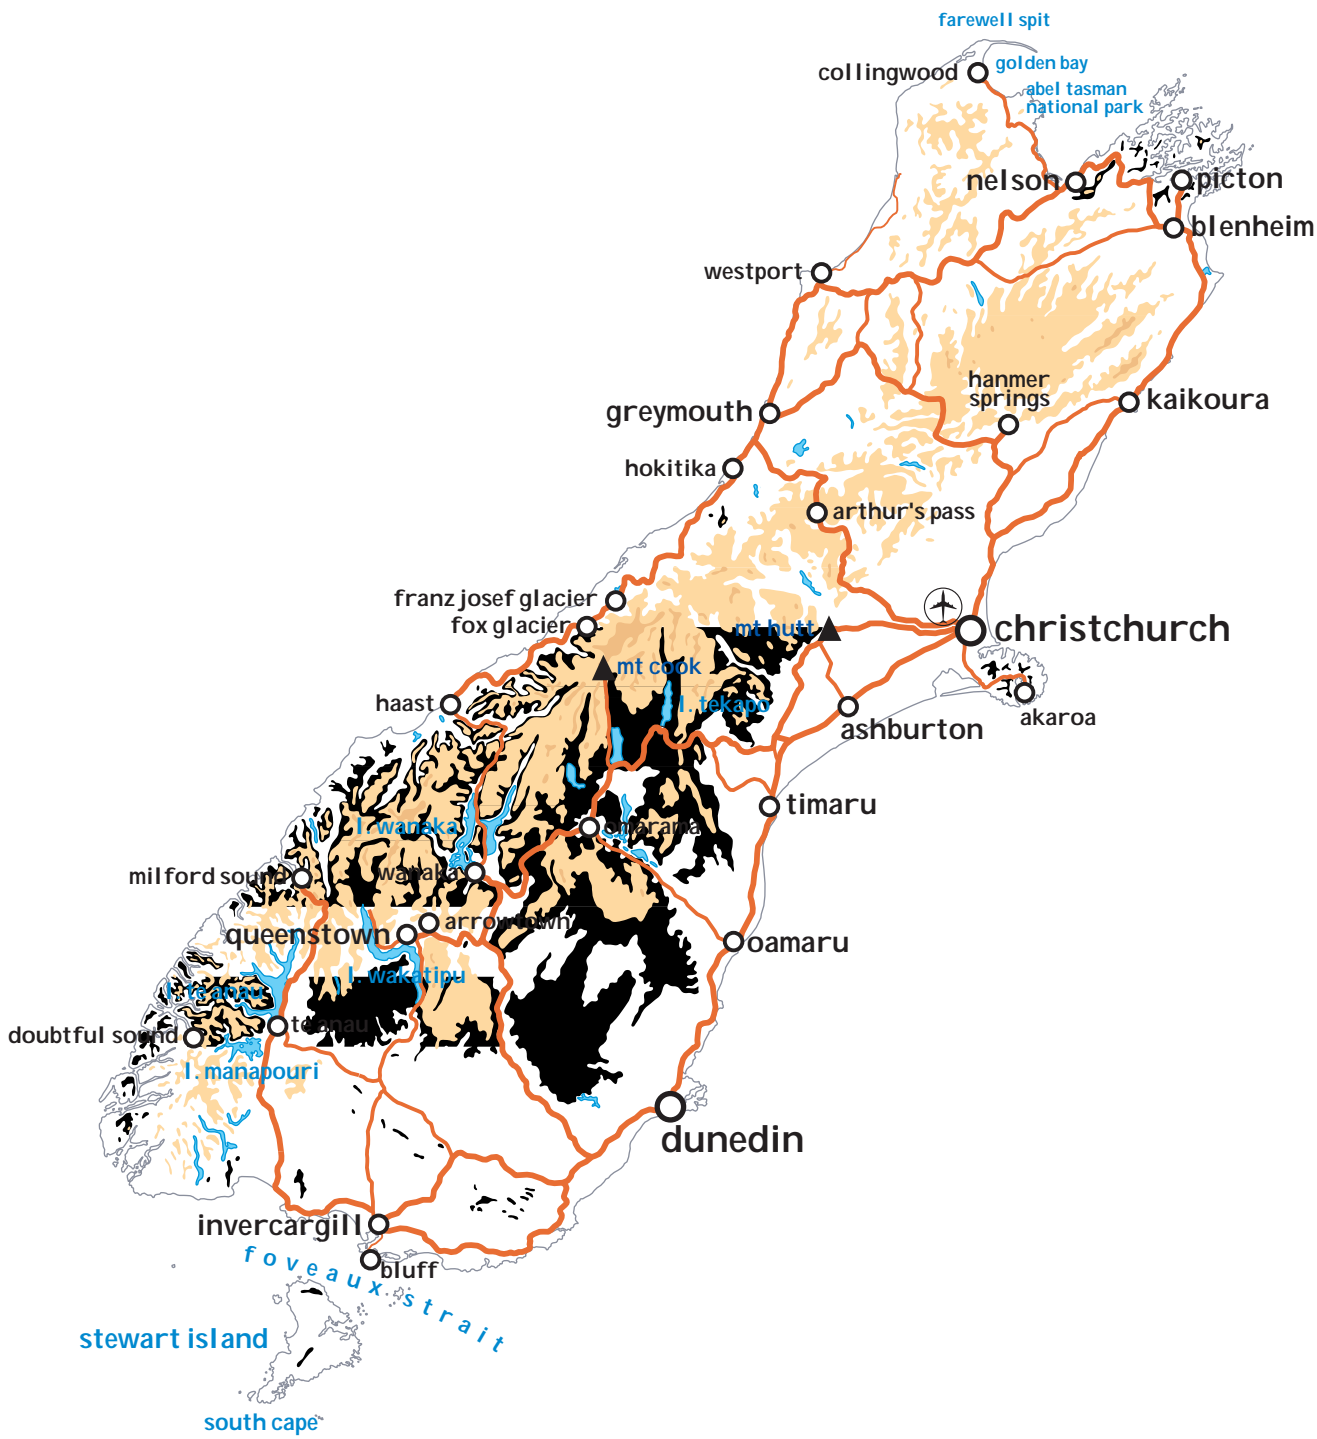 farewell spit
golden bay
collingwood
abel tasman
national park
nelson
picton
blenheim
westport
hanmer
springs
kaikoura
greymouth
hokitika
arthur's pass
franz josef glacier
fox glacier
mt hutt
christchurch
mt cook
haast
l. tekapo
akaroa
ashburton
timaru
l. wanaka
omarama
milford sound
wanaka
arrowtown
queenstown
oamaru
l. wakatipu
l. te anau
te anau
doubtful sound
l. manapouri
dunedin
invercargill
bluff
foveaux strait
stewart island
south cape